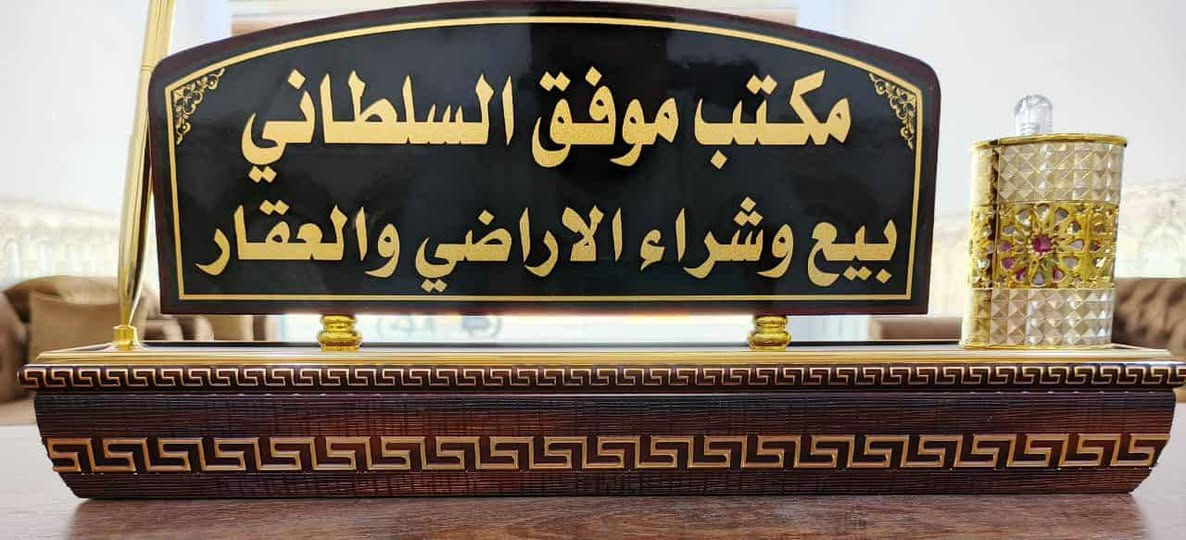 مكتب موفق السلطاني
بيع وشراء الاراضي والعقار